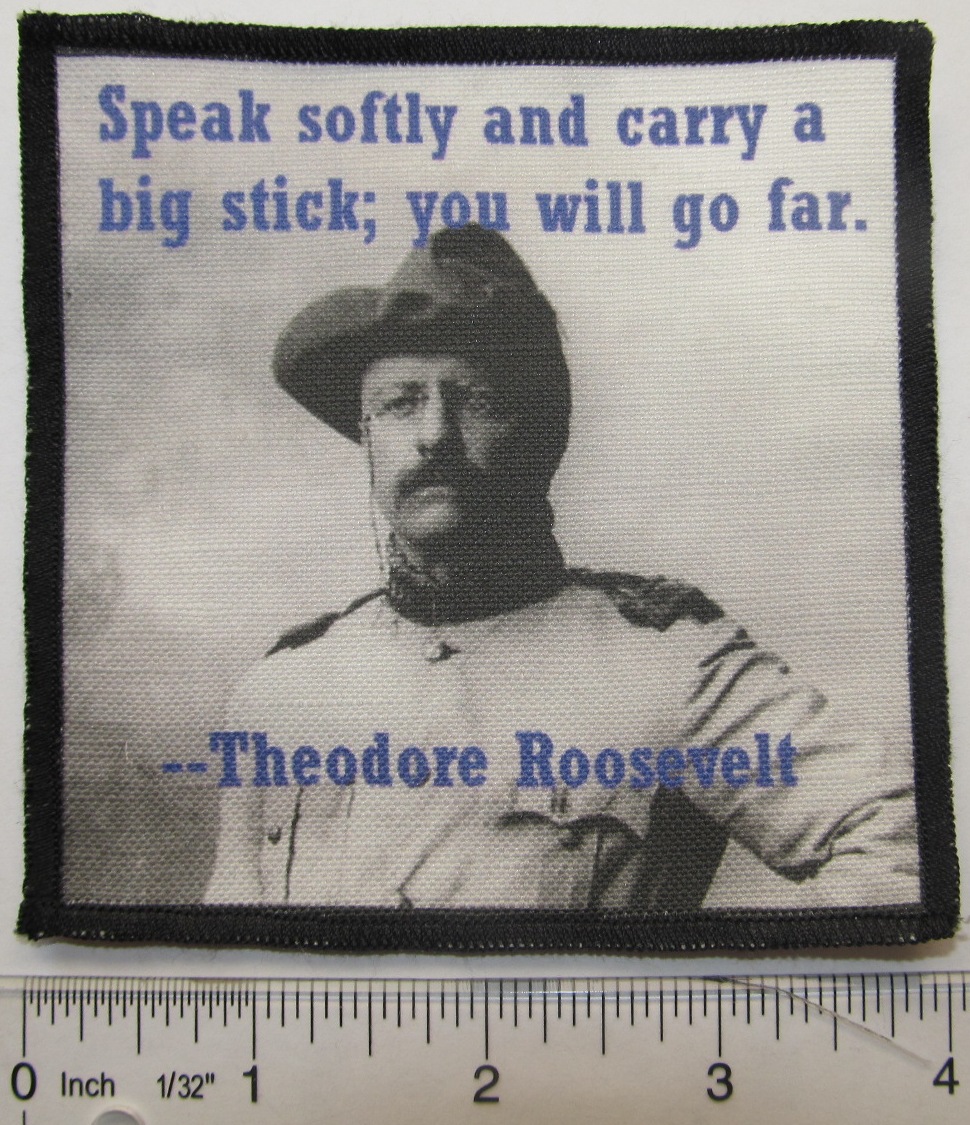 Speak softly and carry a
big stick; you will go far.
--Theodore Roosevelt
0 Inch 1/32" 1 2 3 4